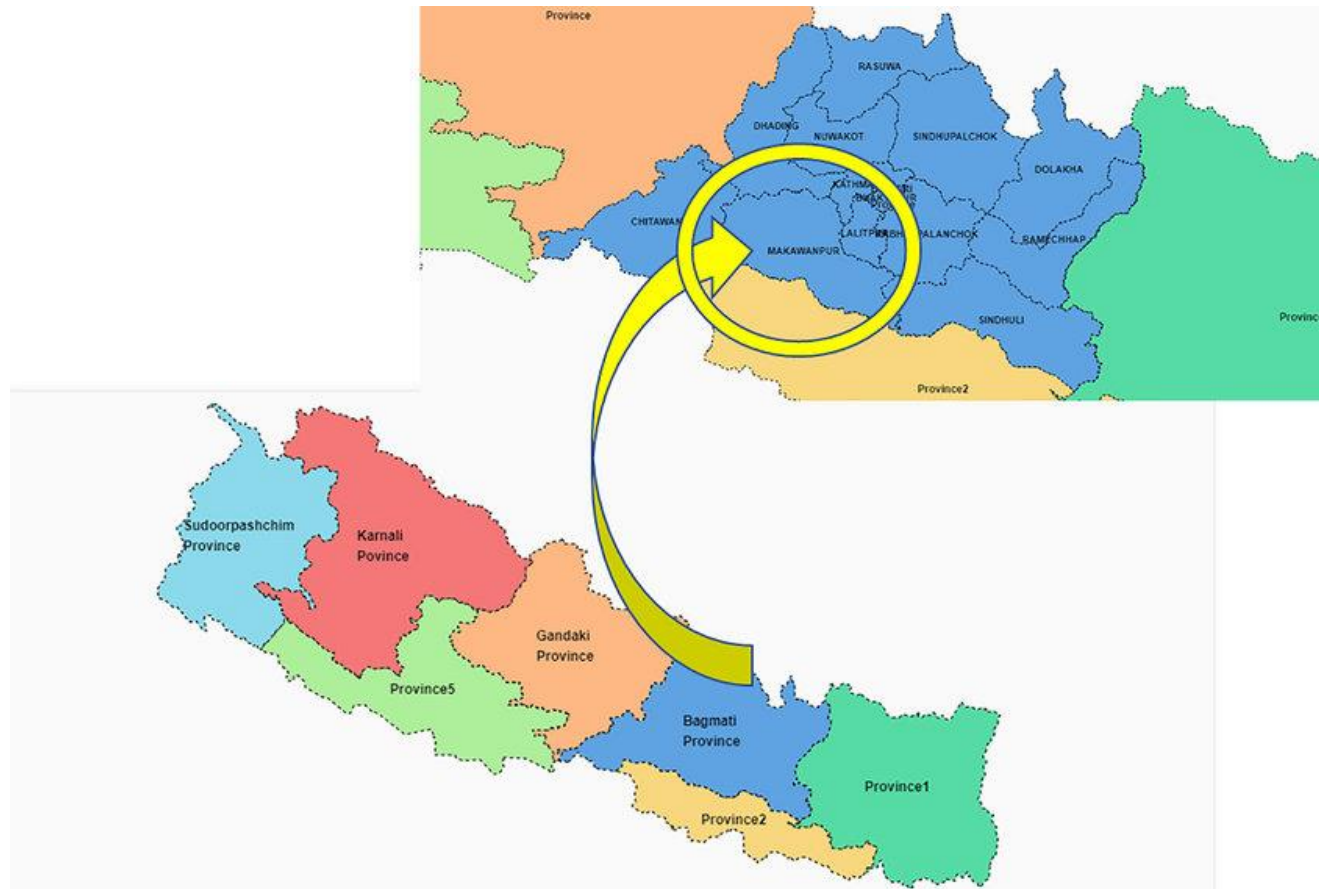 Province
RASUWA
DHADING
NUWAKOT
SINDHUPALCHOK
DOLAKHA
CHITAWAN
LALITPUR
MAKAWANPUR
RAMECHHAP
SINDHULI
Province
Province2
Sudoorpashchim
Province
Karnali
Povince
Gandaki
Province
Province5
Bagmati
Province
Province1
Province2